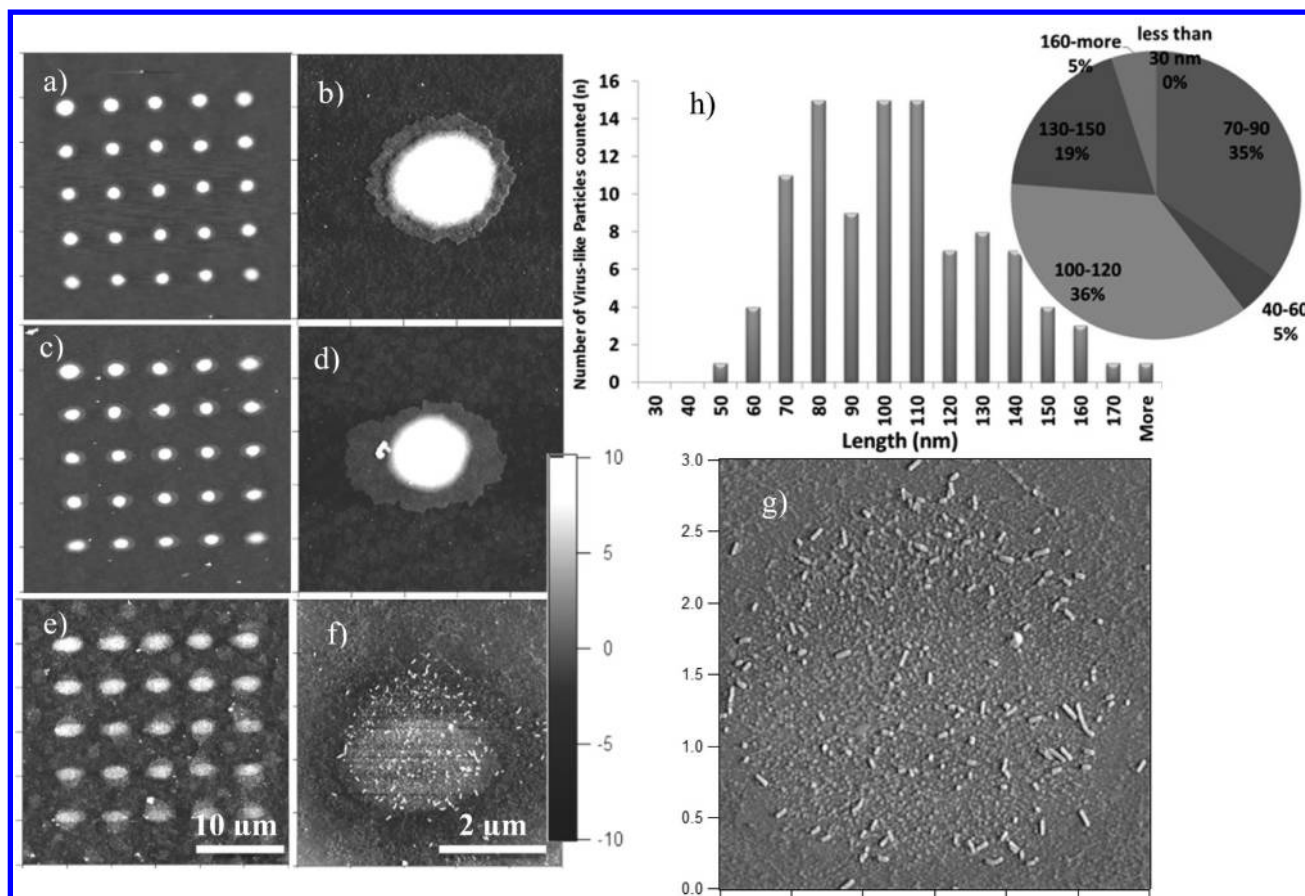 a)
b)
c)
d)
e)
f)
10 µm
2 µm
10
5
0
-5
-10
h)
Number of Virus-like Particles counted (n)
16
14
12
10
8
6
4
2
0
30 40 50 60 70 80 90 100 110 120 130 140 150 160 170 More
Length (nm)
160-more
5%
less than
30 nm
0%
70-90
35%
130-150
19%
100-120
36%
40-60
5%
g)
3.0
2.5
2.0
1.5
1.0
0.5
0.0